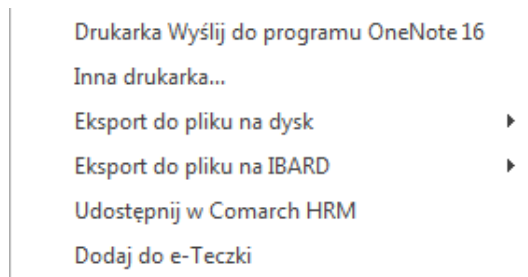 Drukarka Wyślij do programu OneNote 16
Inna drukarka...
Eksport do pliku na dysk
Eksport do pliku na IBARD
Udostępnij w Comarch HRM
Dodaj do e-Teczki